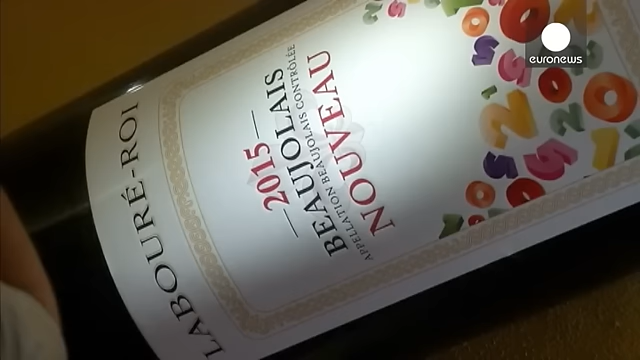 LABOURÉ-ROI
— 2015 —
BEAUJOLAIS
APPELLATION BEAUJOLAIS CONTRÔLÉE
NOUVEAU
euronews